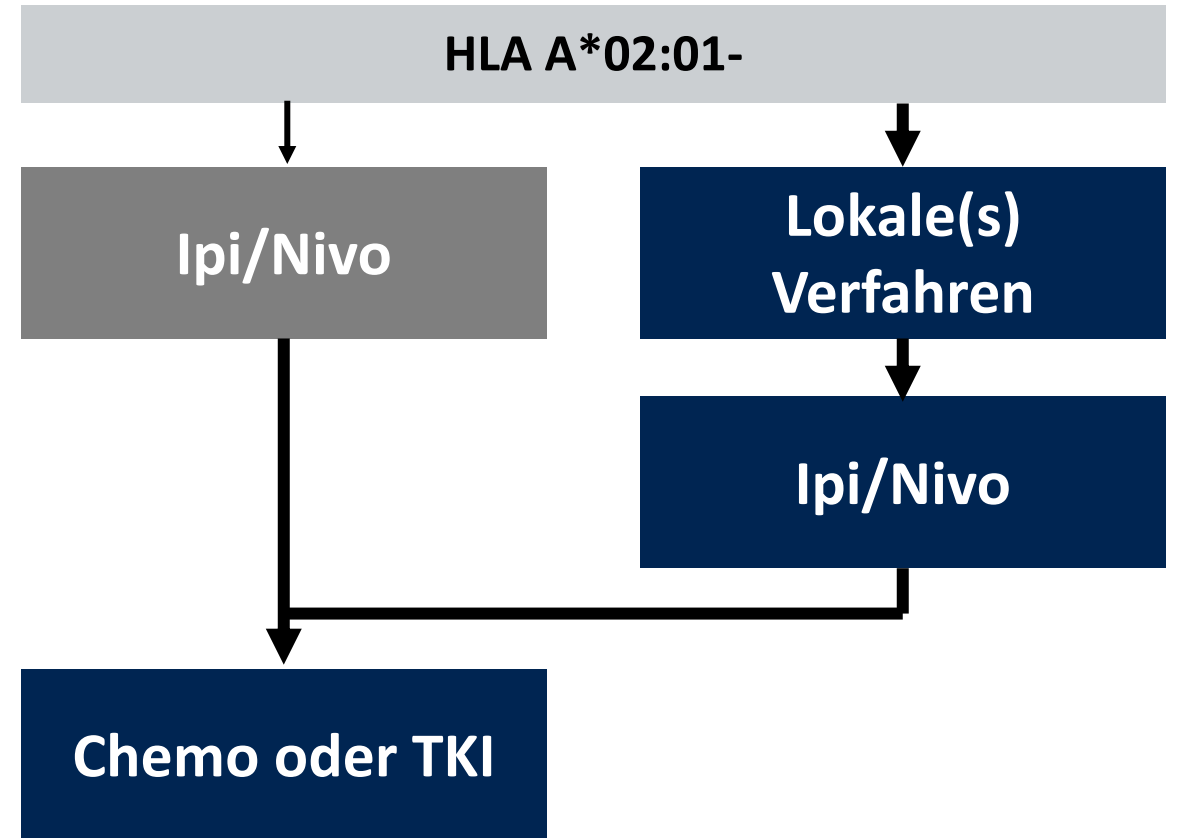 HLA A*02:01-
Ipi/Nivo
Lokale(s)
Verfahren
Ipi/Nivo
Chemo oder TKI